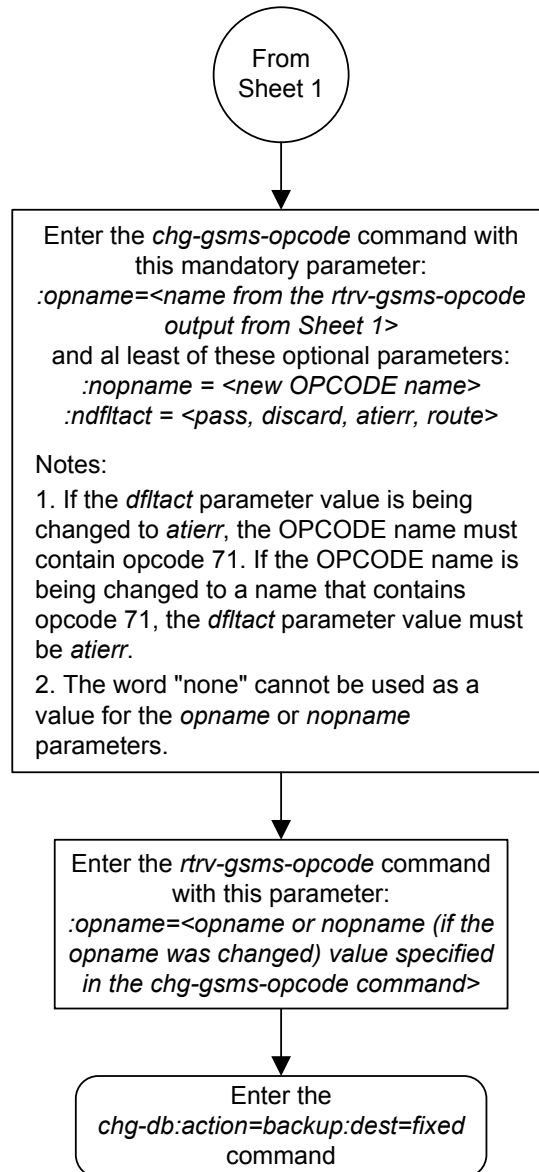 From
Sheet 1
Enter the chg-gsms-opcode command with
this mandatory parameter:
:opname=<name from the rtrv-gsms-opcode
output from Sheet 1>
and al least of these optional parameters:
:nopname = <new OPCODE name>
:ndfltact = <pass, discard, atierr, route>
Notes:
1. If the dfltact parameter value is being
changed to atierr, the OPCODE name must
contain opcode 71. If the OPCODE name is
being changed to a name that contains
opcode 71, the dfltact parameter value must
be atierr.
2. The word "none" cannot be used as a
value for the opname or nopname
parameters.
Enter the rtrv-gsms-opcode command
with this parameter:
:opname=<opname or nopname (if the
opname was changed) value specified
in the chg-gsms-opcode command>
Enter the
chg-db:action=backup:dest=fixed
command